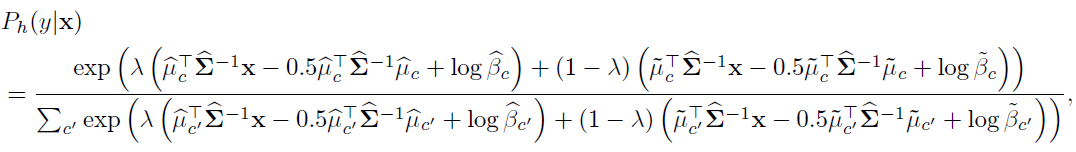 P_h(y|x)
= \frac{\exp\left(\lambda\left(\widehat{\mu}_c^\top \widehat{\boldsymbol{\Sigma}}^{-1}\mathbf{x} - 0.5\widehat{\mu}_c^\top \widehat{\boldsymbol{\Sigma}}^{-1}\widehat{\mu}_c + \log \widehat{\beta}_c\right) + (1-\lambda)\left(\tilde{\mu}_c^\top \widehat{\boldsymbol{\Sigma}}^{-1}\mathbf{x} - 0.5\tilde{\mu}_c^\top \widehat{\boldsymbol{\Sigma}}^{-1}\tilde{\mu}_c + \log \tilde{\beta}_c\right)\right)}{\sum_{c'} \exp\left(\lambda\left(\widehat{\mu}_{c'}^\top \widehat{\boldsymbol{\Sigma}}^{-1}\mathbf{x} - 0.5\widehat{\mu}_{c'}^\top \widehat{\boldsymbol{\Sigma}}^{-1}\widehat{\mu}_{c'} + \log \widehat{\beta}_{c'}\right) + (1-\lambda)\left(\tilde{\mu}_{c'}^\top \widehat{\boldsymbol{\Sigma}}^{-1}\mathbf{x} - 0.5\tilde{\mu}_{c'}^\top \widehat{\boldsymbol{\Sigma}}^{-1}\tilde{\mu}_{c'} + \log \tilde{\beta}_{c'}\right)\right)},